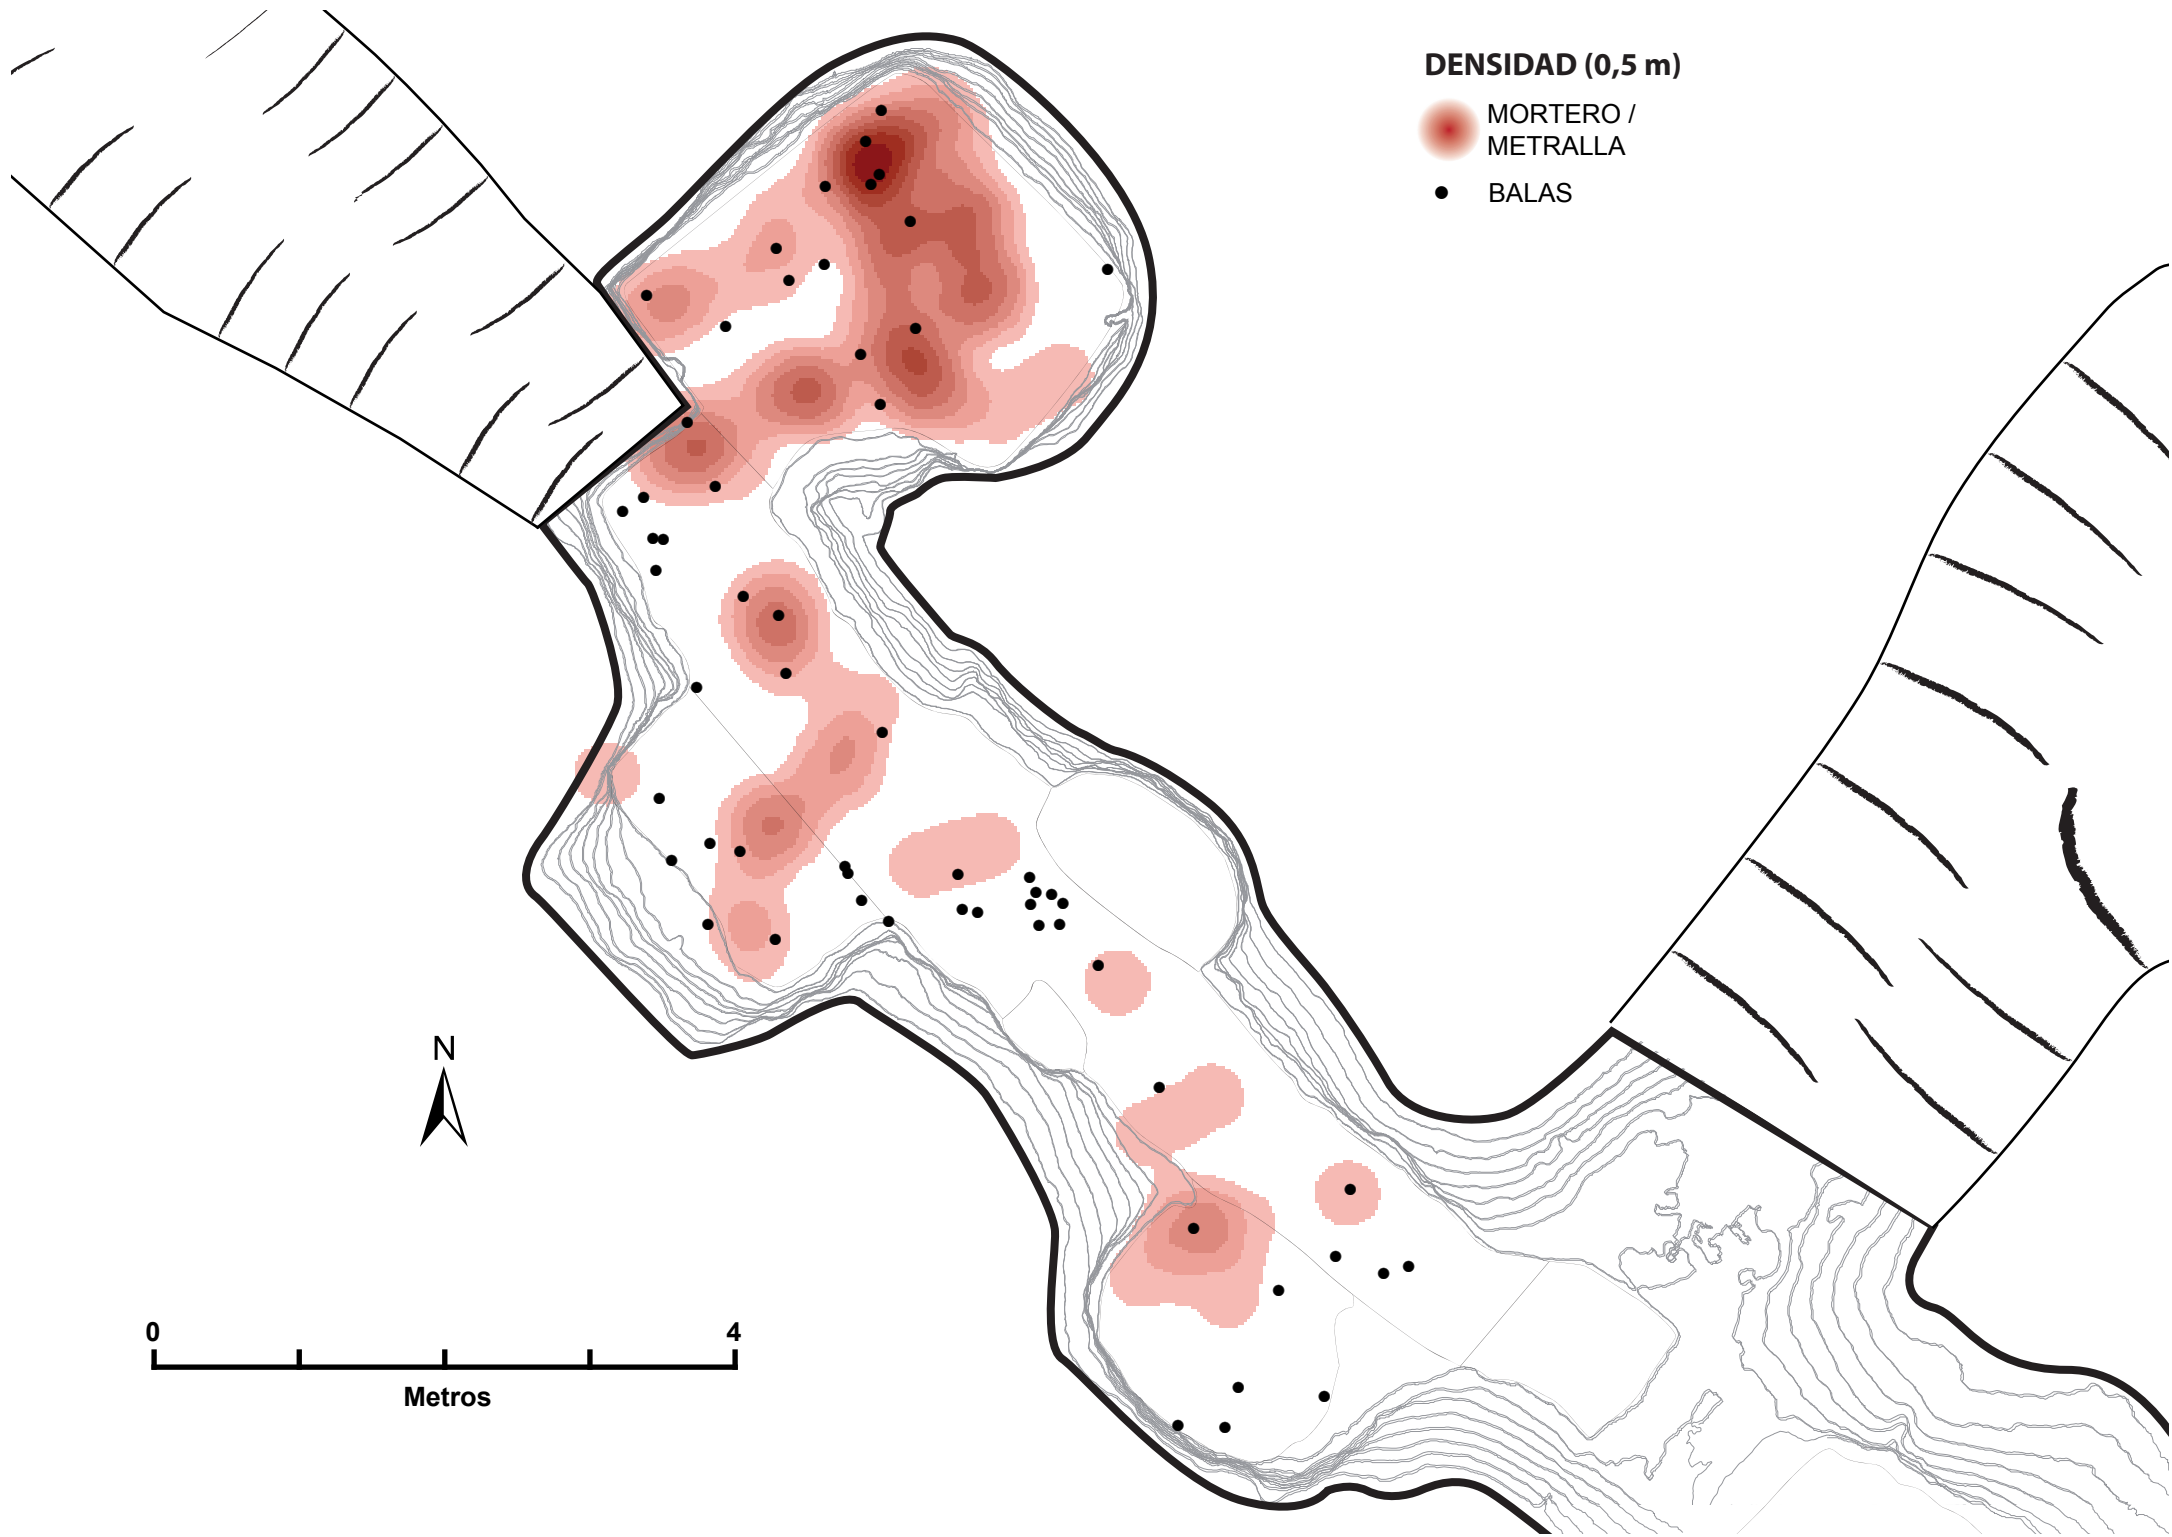 DENSIDAD (0,5 m)
MORTERO /
METRALLA
BALAS
N
0 4
Metros